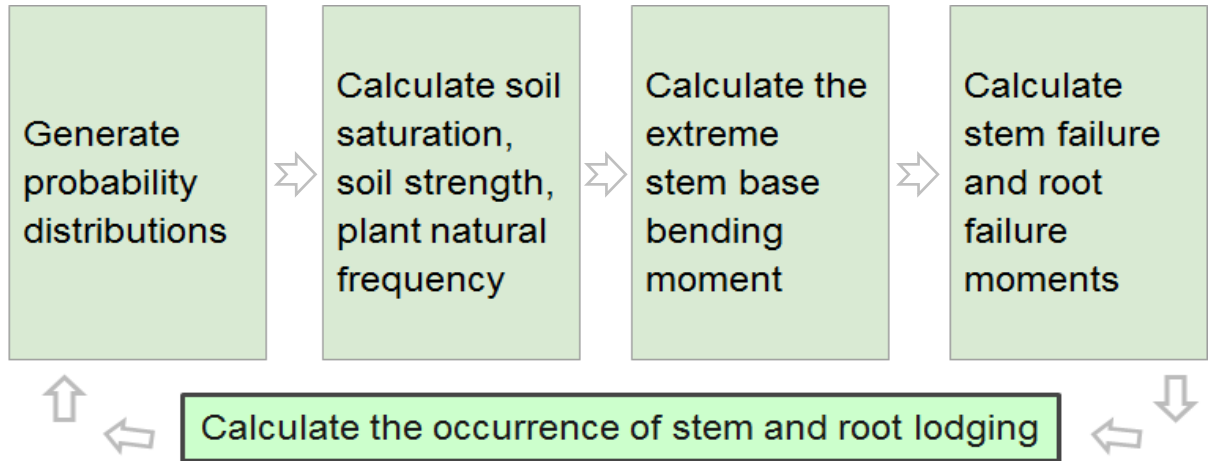 Generate
probability
distributions
Calculate soil
saturation,
soil strength,
plant natural
frequency
Calculate the
extreme
stem base
bending
moment
Calculate
stem failure
and root
failure
moments
Calculate the occurrence of stem and root lodging